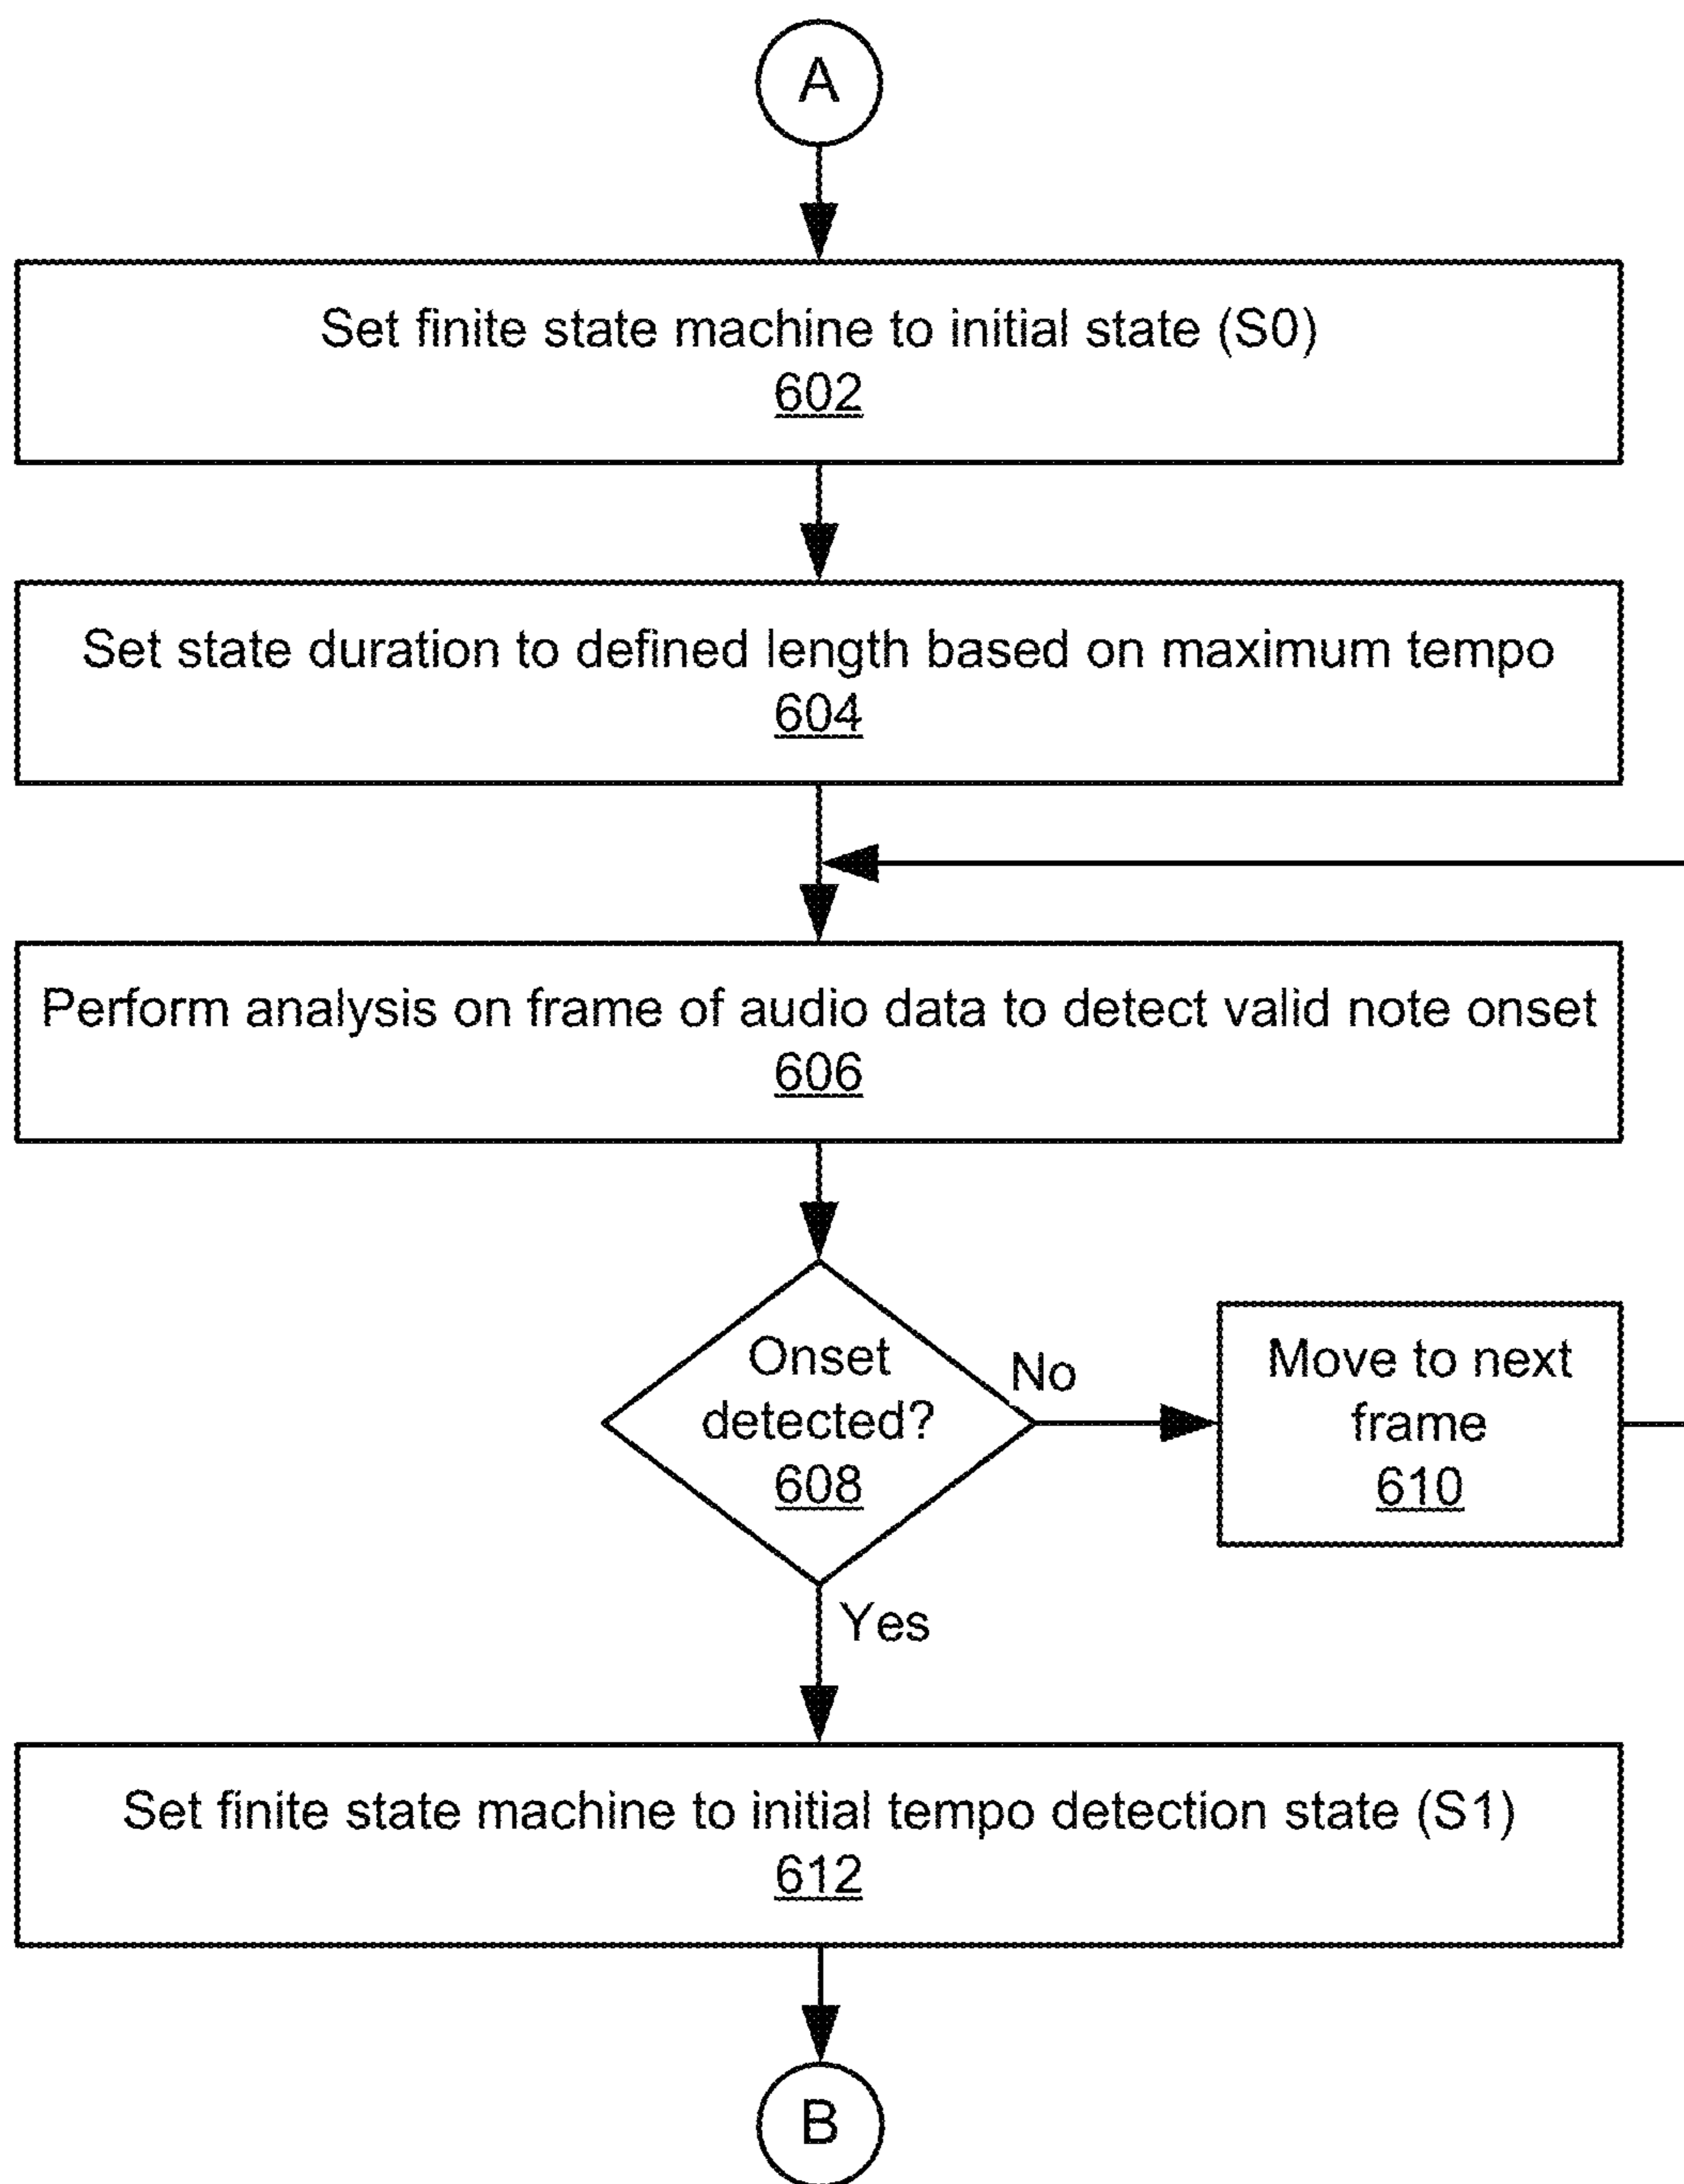 A
Set finite state machine to initial state (S0)
602
Set state duration to defined length based on maximum tempo
604
Perform analysis on frame of audio data to detect valid note onset
606
Onset
detected?
608
No
Move to next
frame
610
Yes
Set finite state machine to initial tempo detection state (S1)
612
B